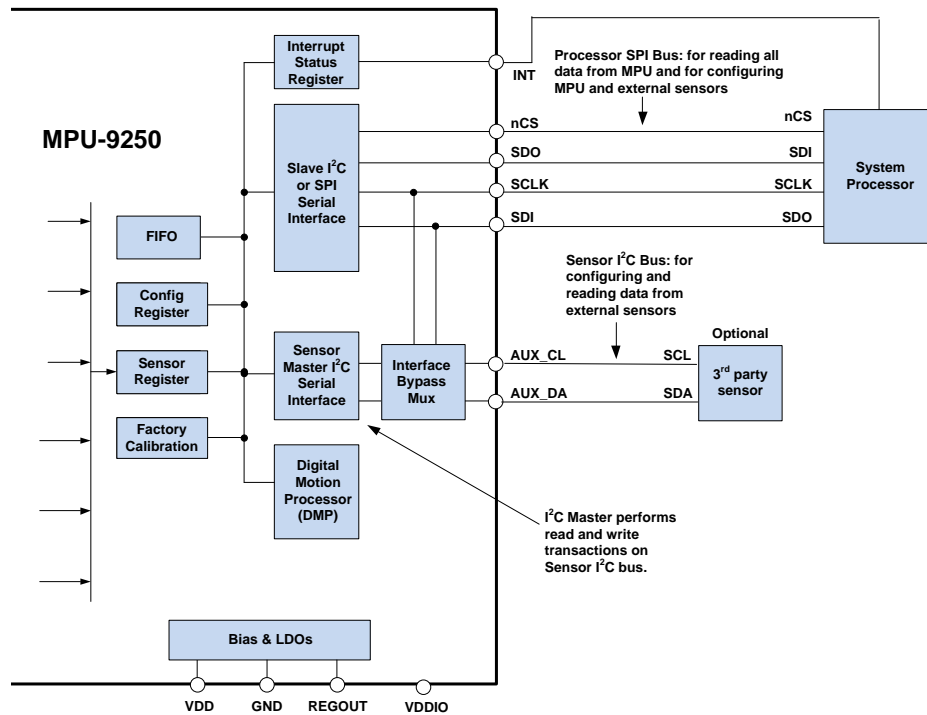 Interrupt
Status
Register
INT
Processor SPI Bus: for reading all
data from MPU and for configuring
MPU and external sensors
MPU-9250
Slave I²C
or SPI
Serial
Interface
nCS
nCS
SDO
SDI
SCLK
SCLK
SDI
SDO
System
Processor
FIFO
Config
Register
Sensor
Register
Factory
Calibration
Sensor
Master I²C
Serial
Interface
Interface
Bypass
Mux
Sensor I²C Bus: for
configuring and
reading data from
external sensors
AUX_CL
SCL
AUX_DA
SDA
Optional
3rd party
sensor
Digital
Motion
Processor
(DMP)
I²C Master performs
read and write
transactions on
Sensor I²C bus.
Bias & LDOs
VDD
GND
REGOUT
VDDIO